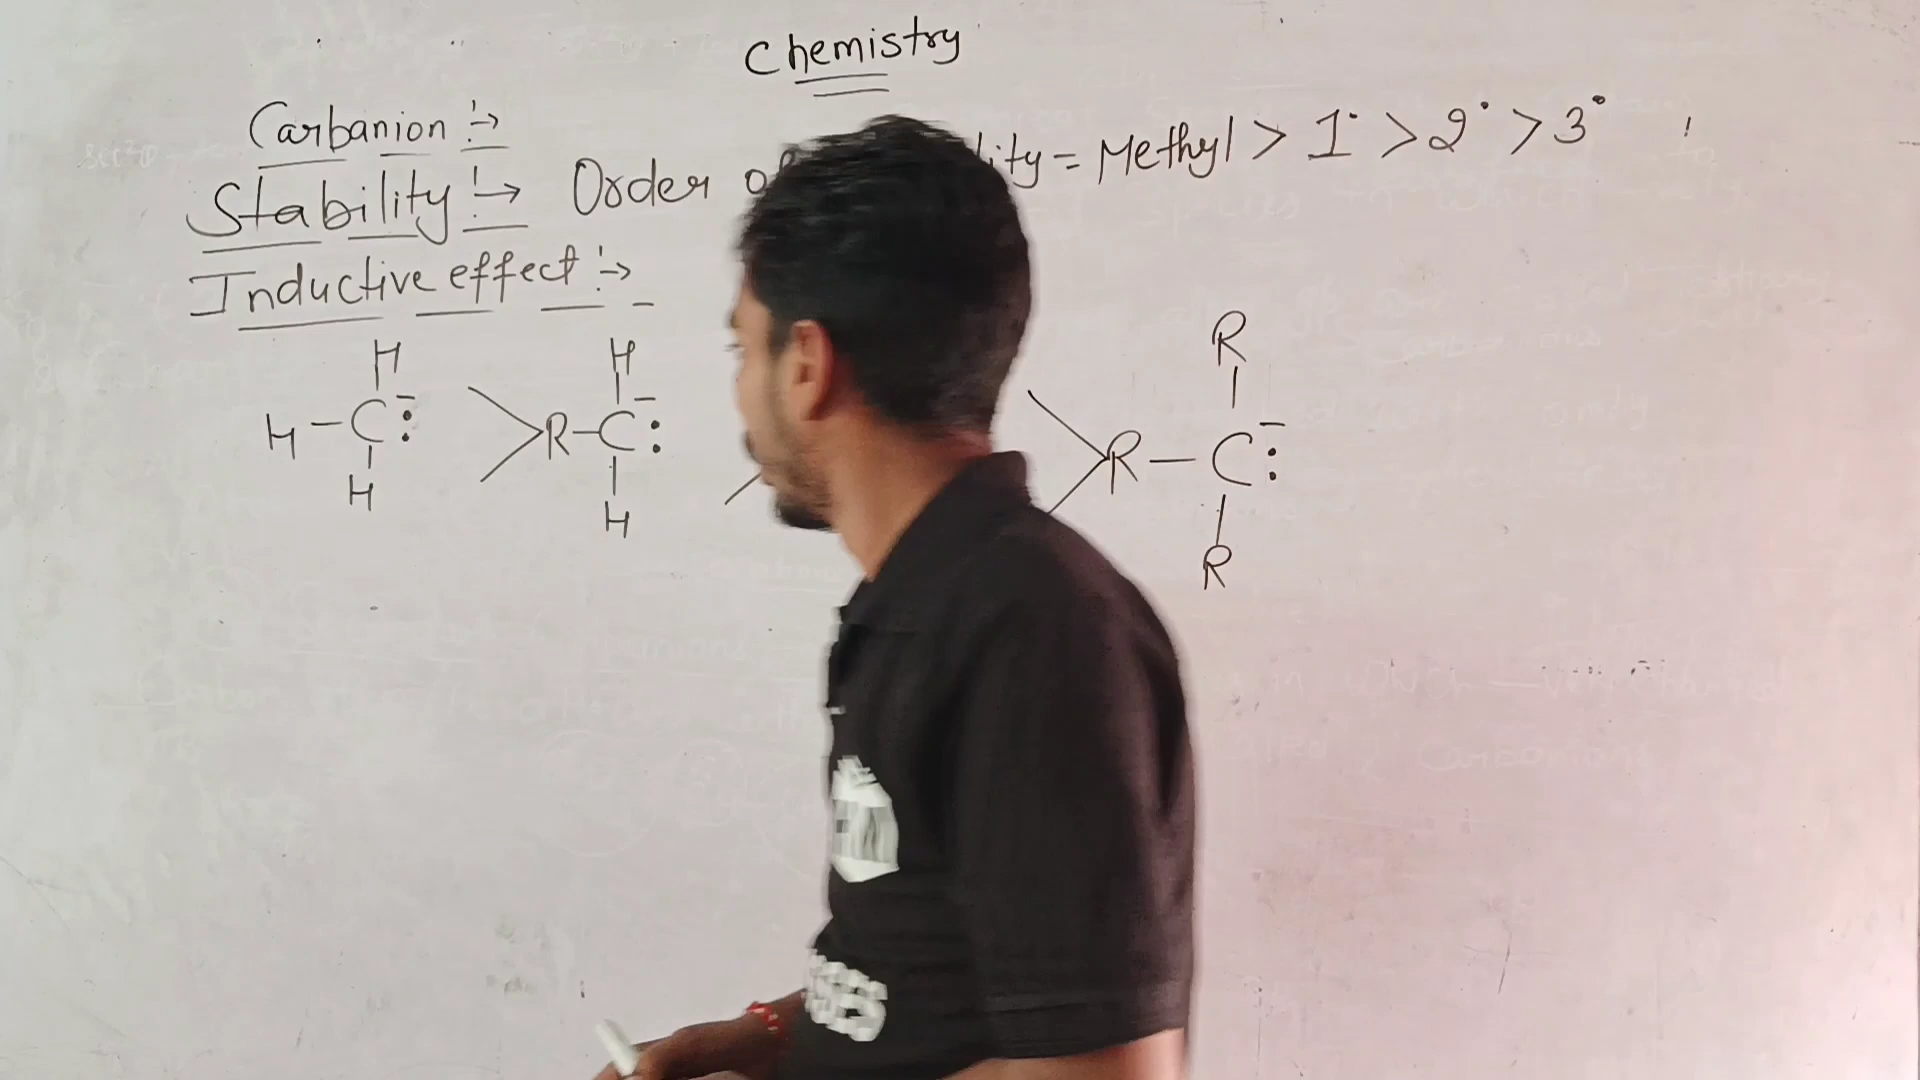 Chemistry
Carbanion :->
Stability :-> Order of lity = Methyl > 1° > 2° > 3°
Inductive effect :->
H H R
H - C:⁻ > R - C:⁻ > R - C:⁻
H H R